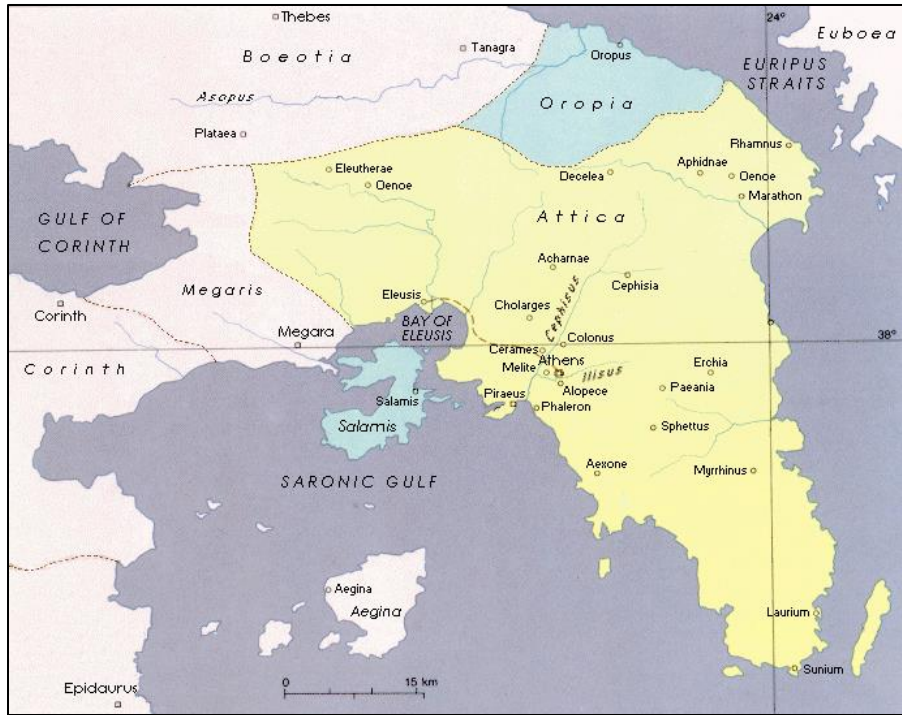 Thebes
24°
Euboea
Boeotia
Tanagra
Oropus
EURIPUS
STRAITS
Asopus
Oropia
Plataea
Rhamnus
Eleutherae
Oenoe
Decelea
Aphidnae
Oenoe
Marathon
GULF OF
CORINTH
Attica
Acharnae
Cephisus
Cephisia
Megaris
Eleusis
Cholarges
Corinth
BAY OF
ELEUSIS
Megara
Colonus
38°
Cerames
Athens
Corinth
Melite
Ilisus
Erchia
Alopece
Paeania
Salamis
Piraeus
Phaleron
Salamis
Sphettus
Aexone
Myrrhinus
SARONIC GULF
Aegina
Aegina
Laurium
Sunium
0
15 km
Epidaurus